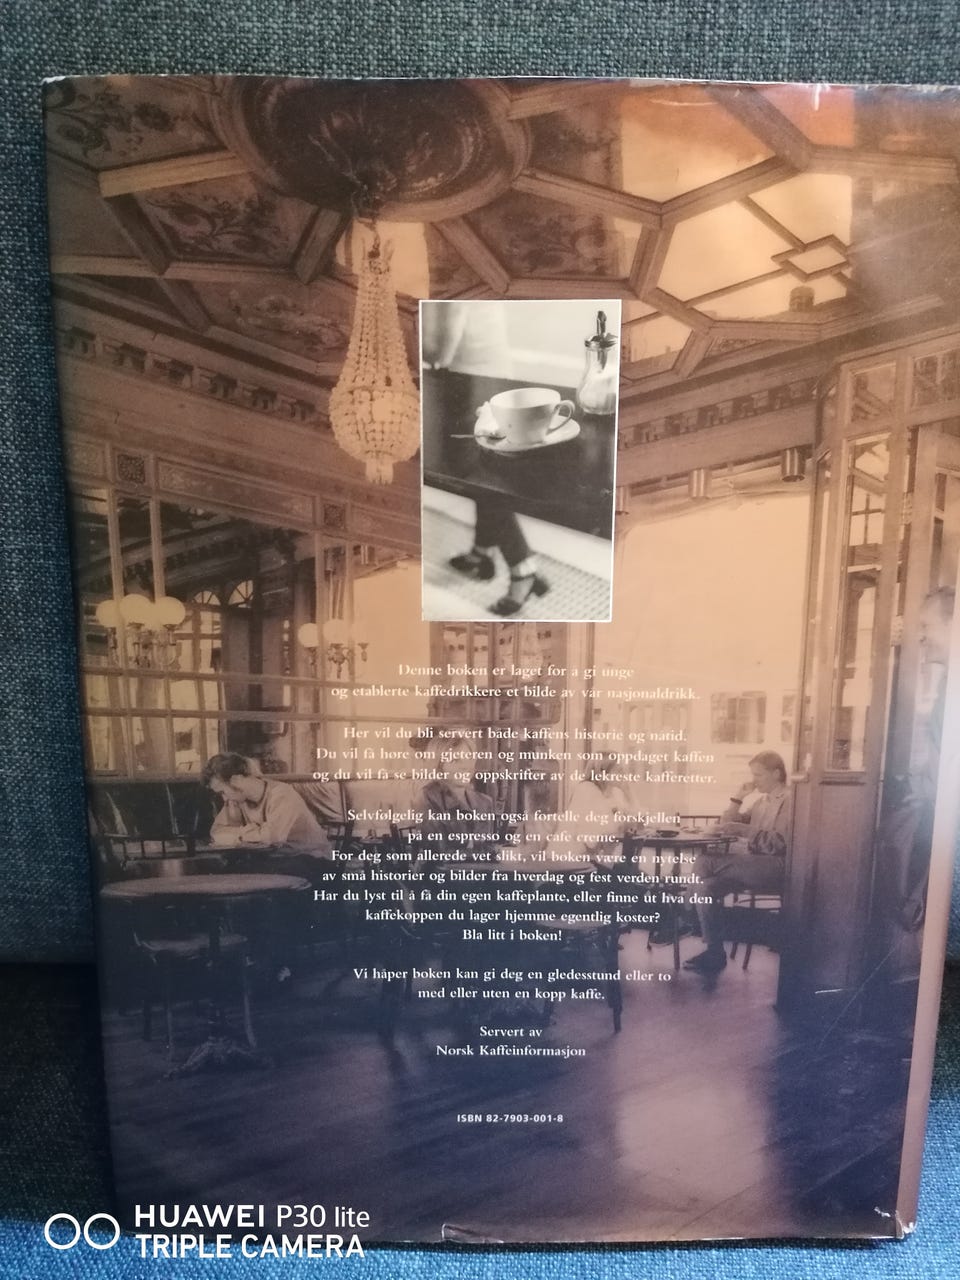 Denne boken er laget for å gi unge
og etablerte kaffedrikkere et bilde av vår nasjonaldrikk.
Her vil du bli servert både kaffens historie og nåtid.
Du vil få høre om gjeteren og munken som oppdaget kaffen
og du vil få se bilder og oppskrifter av de lekreste kafferetter.
Selvfølgelig kan boken også fortelle deg forskjellen
på en espresso og en cafe creme.
For deg som allerede vet slikt, vil boken være en nytelse
av små historier og bilder fra hverdag og fest verden rundt.
Har du lyst til å få din egen kaffeplante, eller finne ut hva den
kaffekoppen du lager hjemme egentlig koster?
Bla litt i boken!
Vi håper boken kan gi deg en gledesstund eller to
med eller uten en kopp kaffe.
Servert av
Norsk Kaffeinformasjon
ISBN 82-7903-001-8
HUAWEI P30 lite
TRIPLE CAMERA